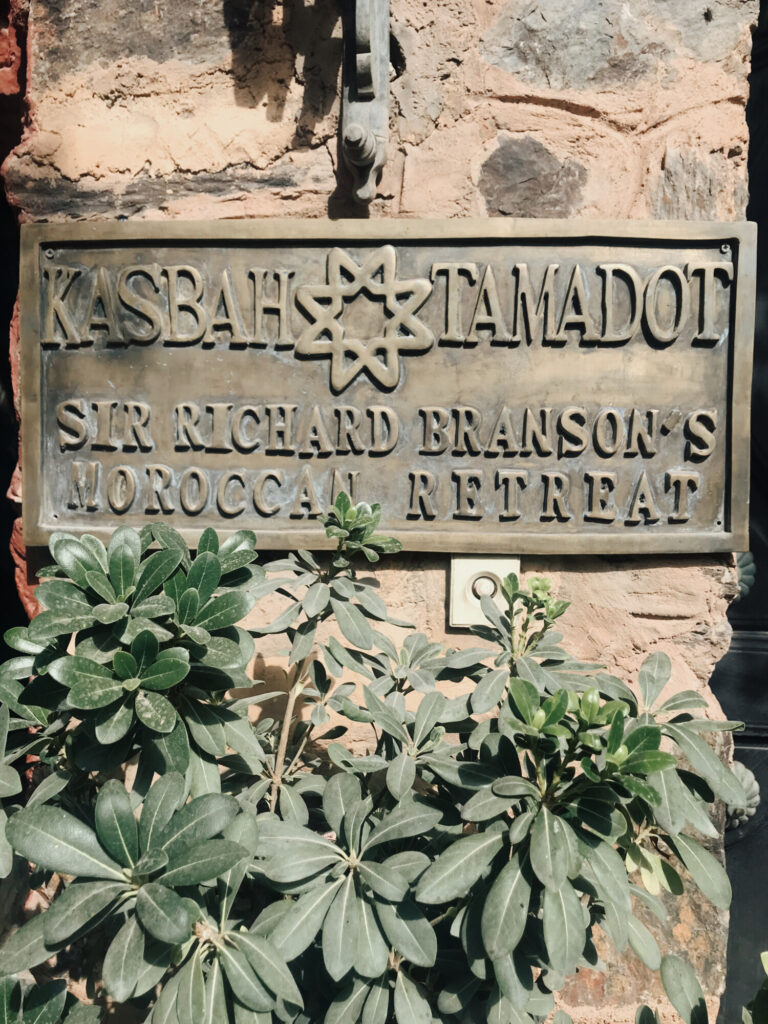 KASBAH TAMADOT
SIR RICHARD BRANSON'S
MOROCCAN RETREAT